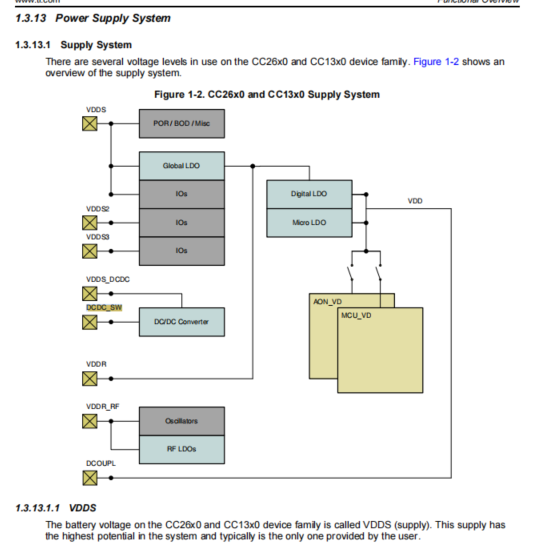 www.ti.com
Functional Overview
1.3.13 Power Supply System
1.3.13.1 Supply System
There are several voltage levels in use on the CC26x0 and CC13x0 device family. Figure 1-2 shows an
overview of the supply system.
Figure 1-2. CC26x0 and CC13x0 Supply System
VDDS
POR / BOD / Misc
Global LDO
IOs
Digital LDO
VDD
VDDS2
IOs
Micro LDO
VDDS3
IOs
VDDS_DCDC
AON_VD
DCDC_SW
MCU_VD
DC/DC Converter
VDDR
VDDR_RF
Oscillators
RF LDOs
DCOUPL
1.3.13.1.1 VDDS
The battery voltage on the CC26x0 and CC13x0 device family is called VDDS (supply). This supply has
the highest potential in the system and typically is the only one provided by the user.